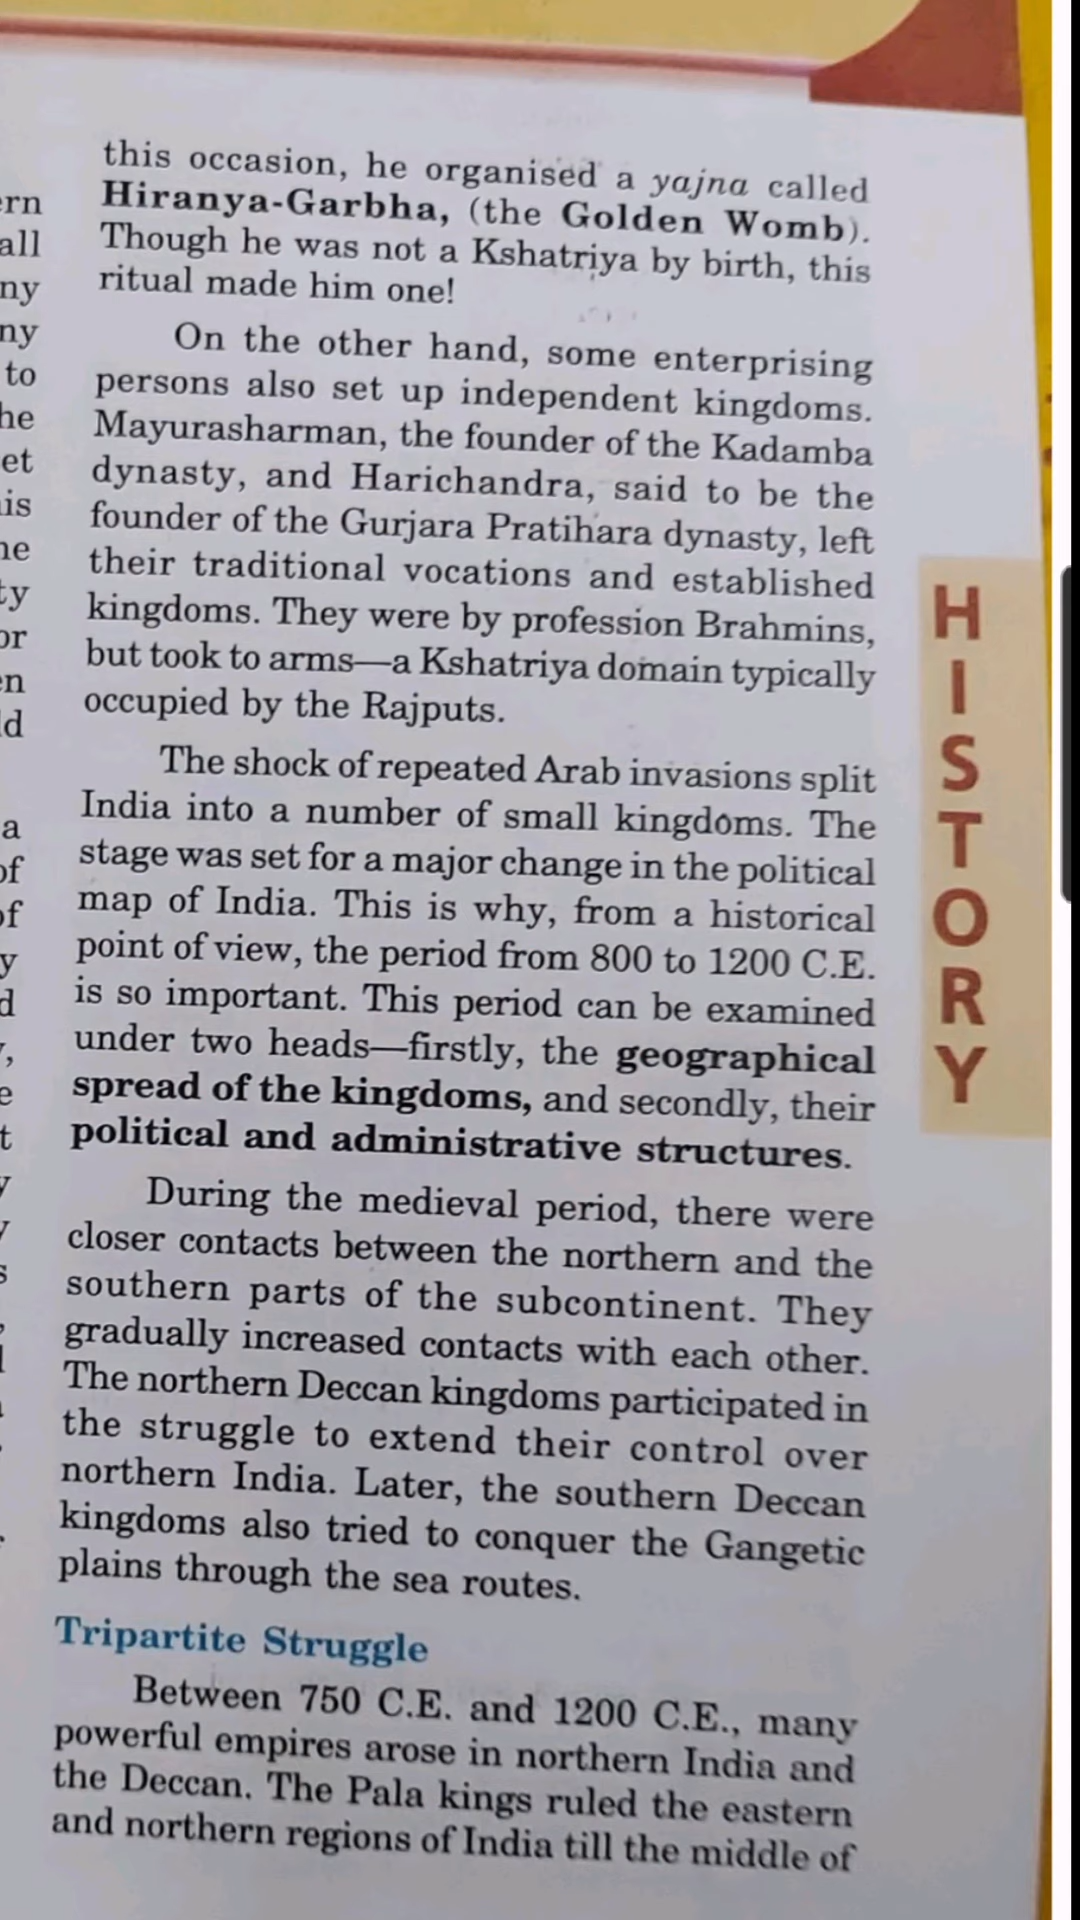 this occasion, he organised a yajna called
Hiranya-Garbha, (the Golden Womb).
Though he was not a Kshatriya by birth, this
ritual made him one!
On the other hand, some enterprising
persons also set up independent kingdoms.
Mayurasharman, the founder of the Kadamba
dynasty, and Harichandra, said to be the
founder of the Gurjara Pratihara dynasty, left
their traditional vocations and established
kingdoms. They were by profession Brahmins,
but took to arms—a Kshatriya domain typically
occupied by the Rajputs.
The shock of repeated Arab invasions split
India into a number of small kingdoms. The
stage was set for a major change in the political
map of India. This is why, from a historical
point of view, the period from 800 to 1200 C.E.
is so important. This period can be examined
under two heads—firstly, the geographical
spread of the kingdoms, and secondly, their
political and administrative structures.
During the medieval period, there were
closer contacts between the northern and the
southern parts of the subcontinent. They
gradually increased contacts with each other.
The northern Deccan kingdoms participated in
the struggle to extend their control over
northern India. Later, the southern Deccan
kingdoms also tried to conquer the Gangetic
plains through the sea routes.
Tripartite Struggle
Between 750 C.E. and 1200 C.E., many
powerful empires arose in northern India and
the Deccan. The Pala kings ruled the eastern
and northern regions of India till the middle of
HISTORY